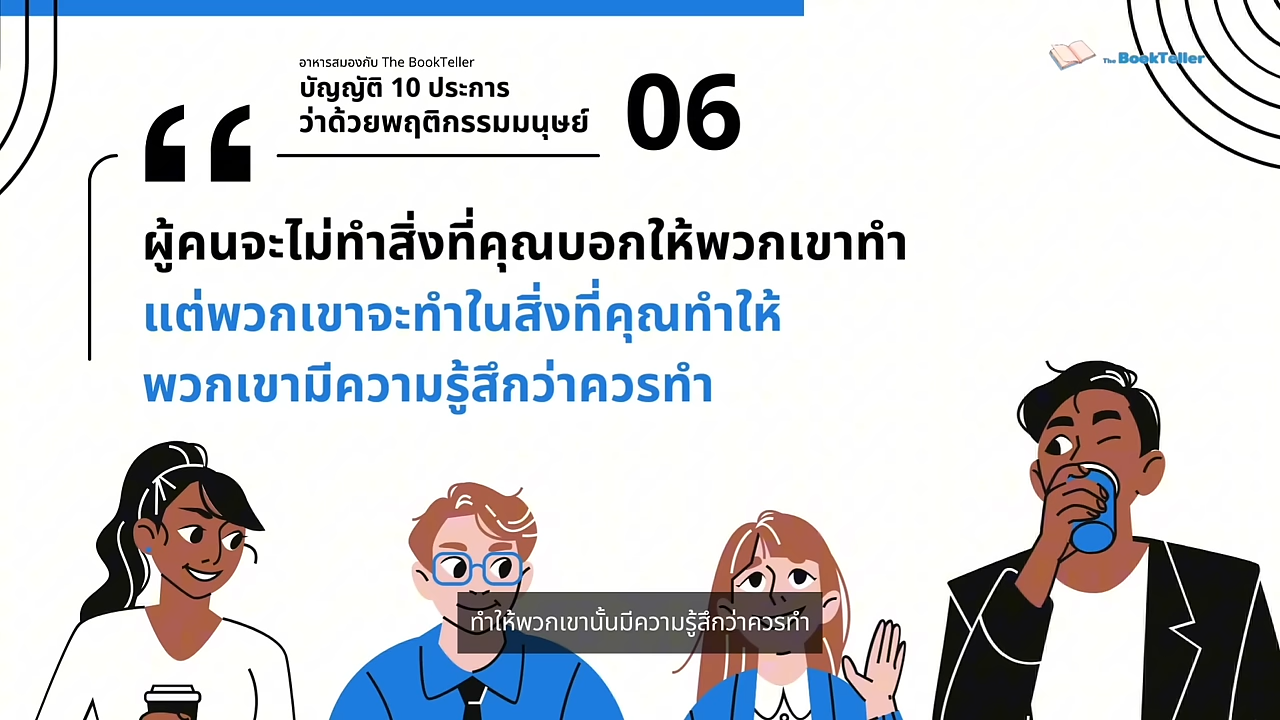 อาหารสมองกับ The BookTeller
บัญญัติ 10 ประการ
ว่าด้วยพฤติกรรมมนุษย์
06
The BookTeller
ผู้คนจะไม่ทำสิ่งที่คุณบอกให้พวกเขาทำ
แต่พวกเขาจะทำในสิ่งที่คุณทำให้
พวกเขามีความรู้สึกว่าควรทำ
ทำให้พวกเขานั้นมีความรู้สึกว่าควรทำ